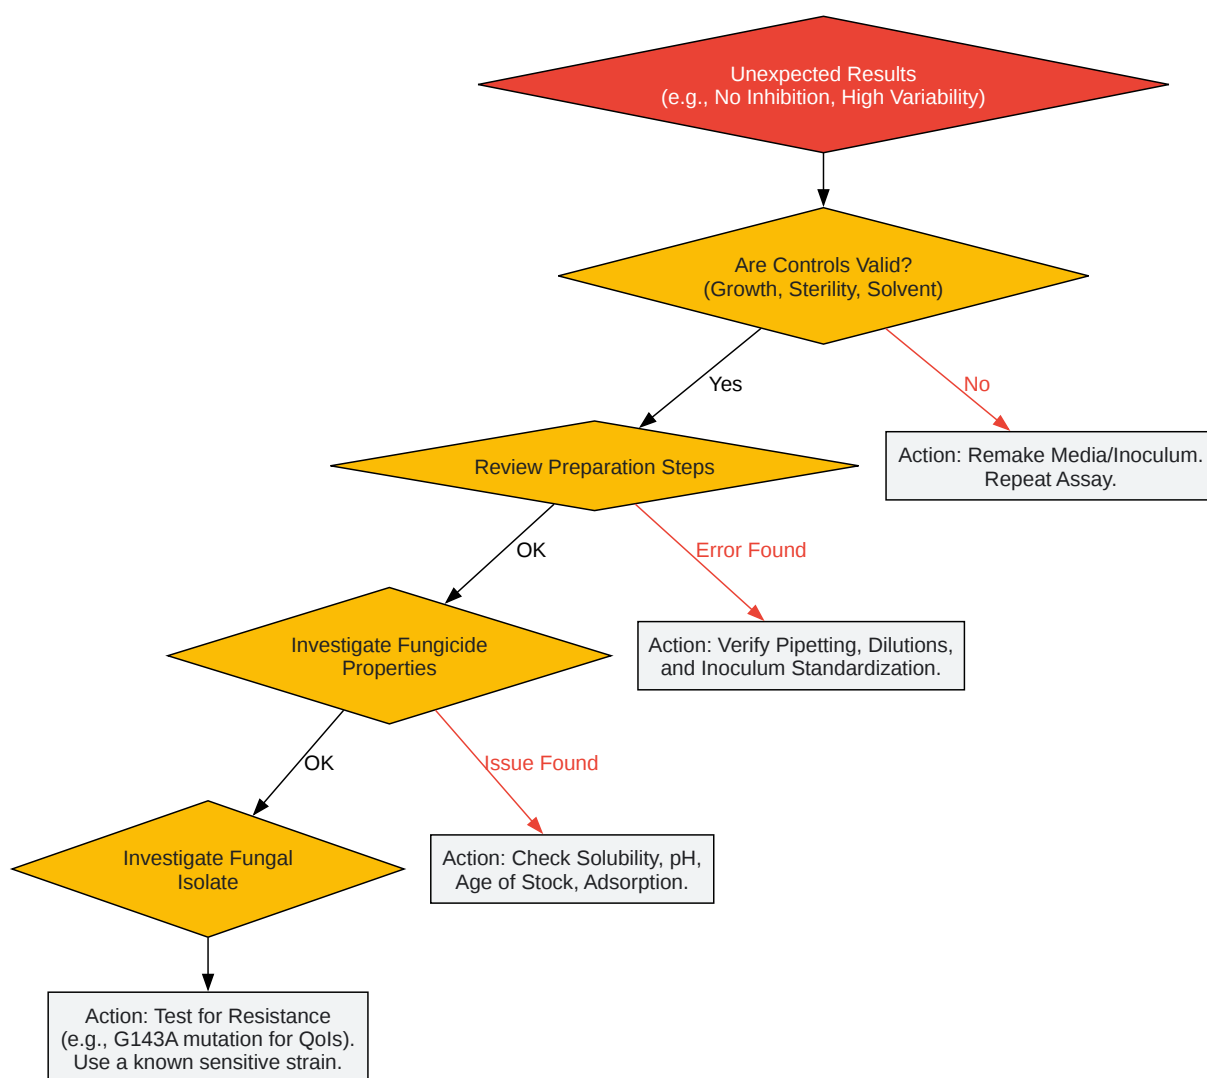 Unexpected Results
(e.g., No Inhibition, High Variability)
Are Controls Valid?
(Growth, Sterility, Solvent)
Yes
No
Review Preparation Steps
Action: Remake Media/Inoculum.
Repeat Assay.
OK
Error Found
Investigate Fungicide
Properties
Action: Verify Pipetting, Dilutions,
and Inoculum Standardization.
OK
Issue Found
Investigate Fungal
Isolate
Action: Check Solubility, pH,
Age of Stock, Adsorption.
Action: Test for Resistance
(e.g., G143A mutation for QoIs).
Use a known sensitive strain.